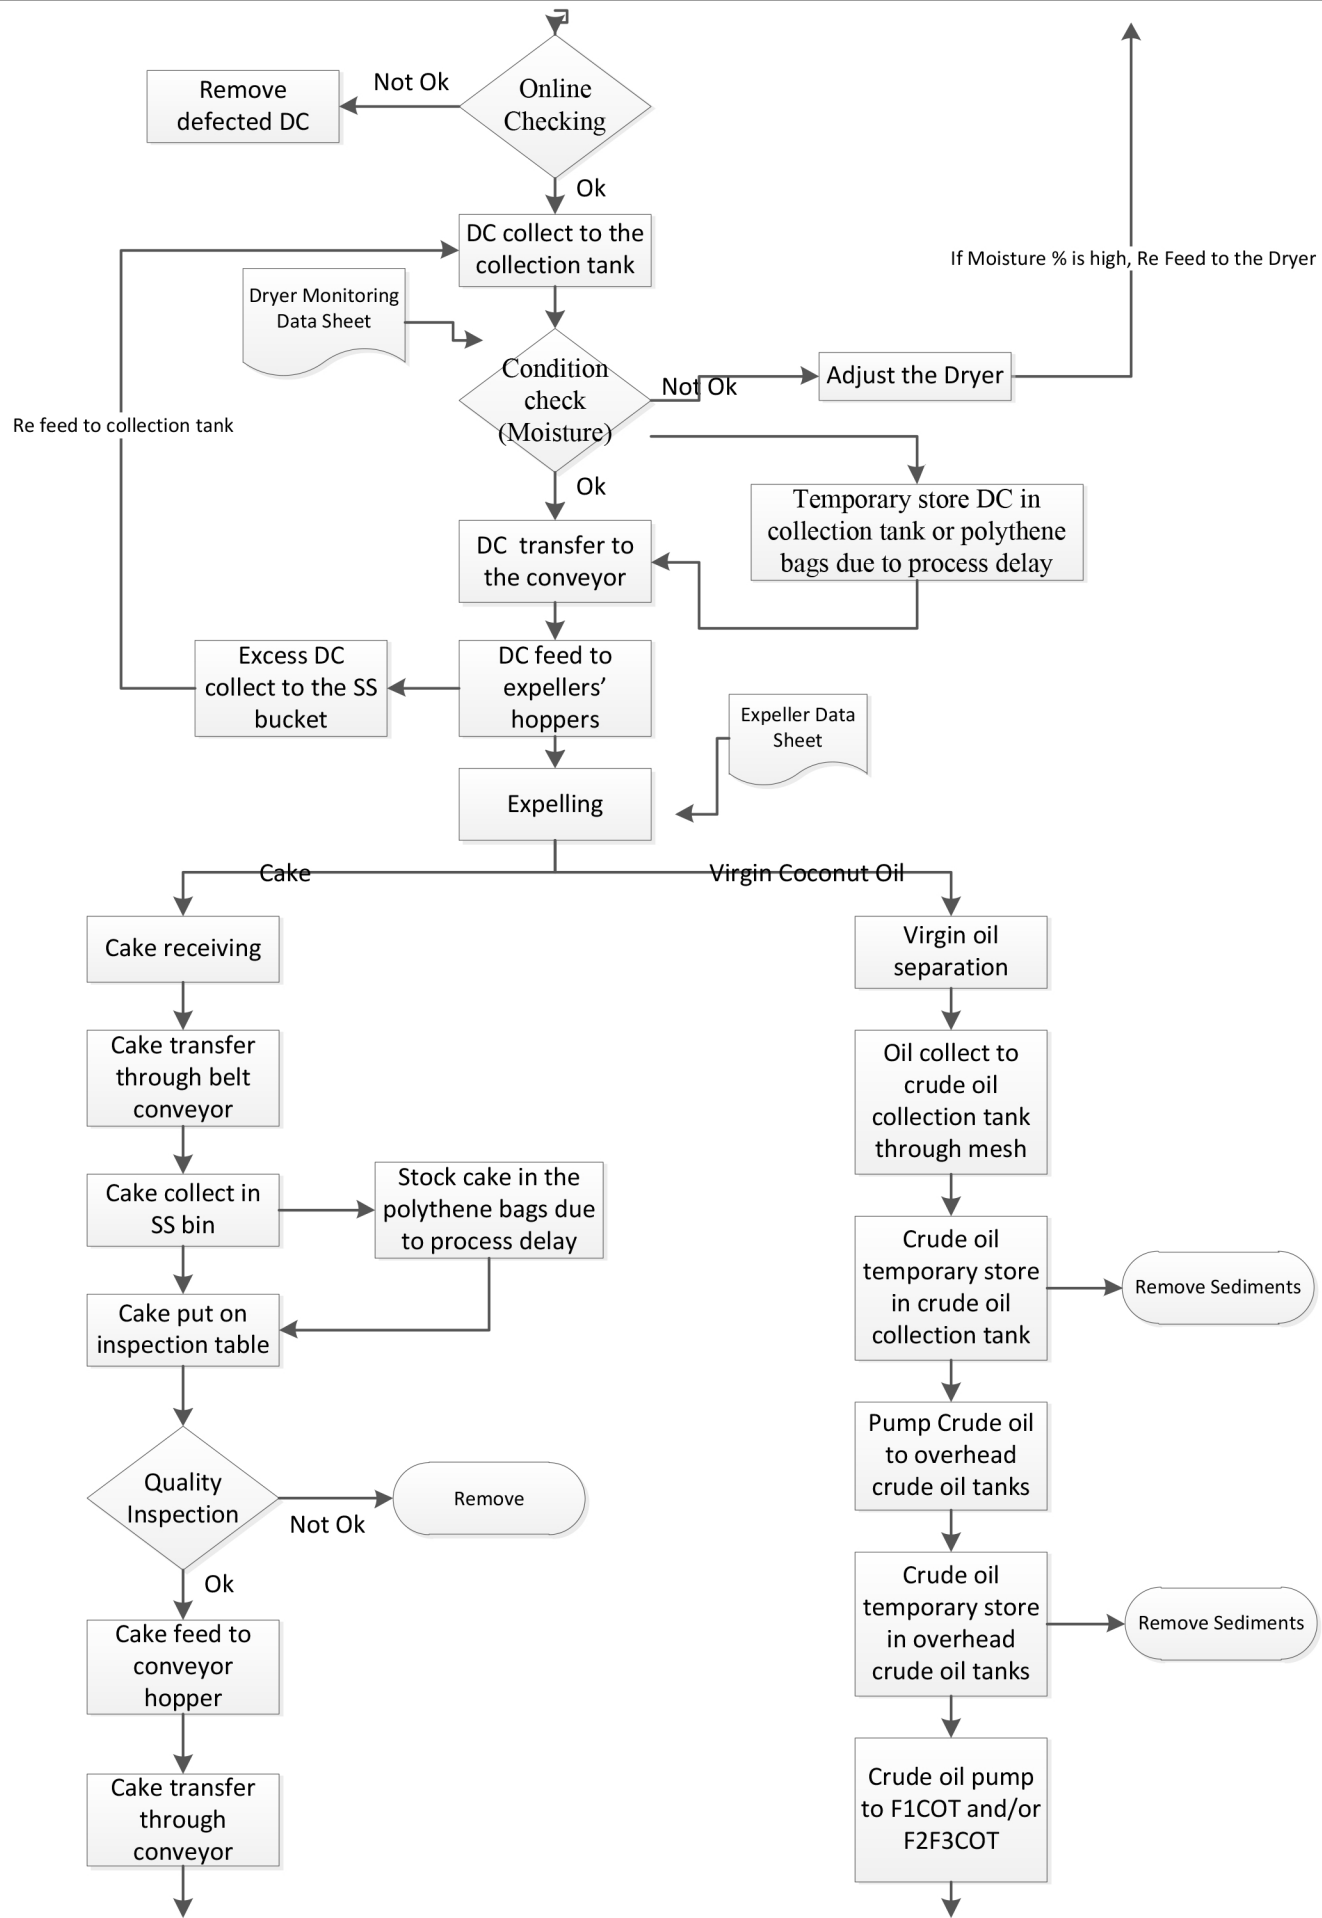 Online
Checking
Not Ok
Remove
defected DC
Ok
DC collect to the
collection tank
If Moisture % is high, Re Feed to the Dryer
Dryer Monitoring
Data Sheet
Condition
check
(Moisture)
Not Ok
Adjust the Dryer
Re feed to collection tank
Ok
Temporary store DC in
collection tank or polythene
bags due to process delay
DC  transfer to
the conveyor
Excess DC
collect to the SS
bucket
DC feed to
expellers’
hoppers
Expeller Data
Sheet
Expelling
Cake
Virgin Coconut Oil
Cake receiving
Cake transfer
through belt
conveyor
Cake collect in
SS bin
Stock cake in the
polythene bags due
to process delay
Cake put on
inspection table
Quality
Inspection
Not Ok
Remove
Ok
Cake feed to
conveyor
hopper
Cake transfer
through
conveyor
Virgin oil
separation
Oil collect to
crude oil
collection tank
through mesh
Crude oil
temporary store
in crude oil
collection tank
Remove Sediments
Pump Crude oil
to overhead
crude oil tanks
Crude oil
temporary store
in overhead
crude oil tanks
Remove Sediments
Crude oil pump
to F1COT and/or
F2F3COT